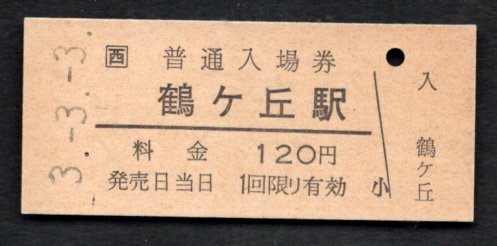 3.-3.-3.
西 普通入場券
鶴ケ丘駅
料金 120円
発売日当日 1回限り有効 小
入
鶴ケ丘